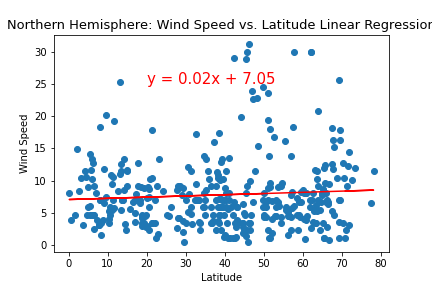 Northern Hemisphere: Wind Speed vs. Latitude Linear Regression
y = 0.02x + 7.05
Wind Speed
30
25
20
15
10
5
0
0 10 20 30 40 50 60 70 80
Latitude